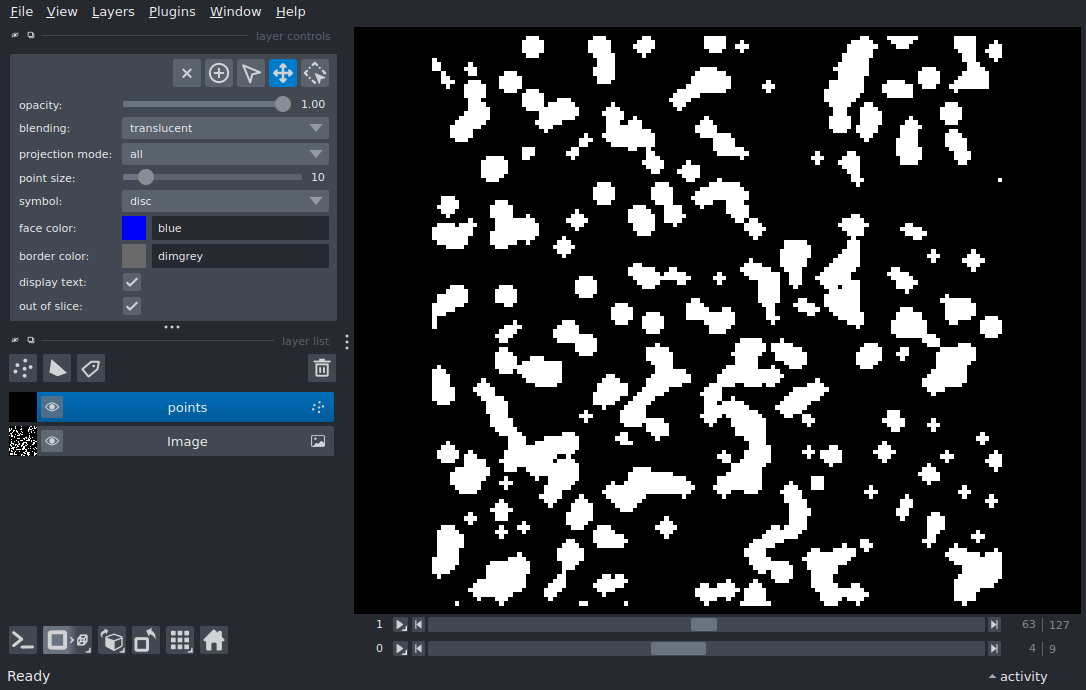 File View Layers Plugins Window Help
layer controls
opacity: 1.00
blending: translucent
projection mode: all
point size: 10
symbol: disc
face color: blue
border color: dimgrey
display text:
out of slice:
layer list
points
Image
1 63 127
0 4 9
Ready activity